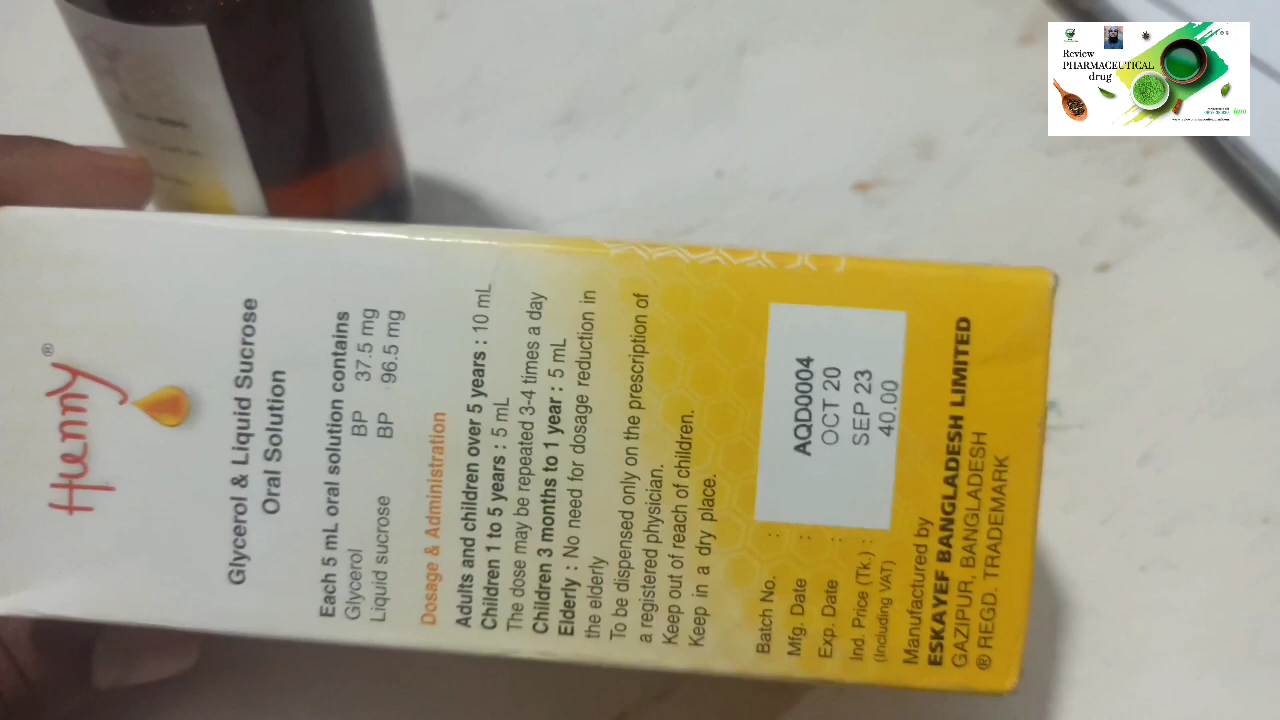 Hunny®
Glycerol & Liquid Sucrose
Oral Solution
Each 5 mL oral solution contains
Glycerol BP 37.5 mg
Liquid sucrose BP 96.5 mg
Dosage & Administration
Adults and children over 5 years : 10 mL
Children 1 to 5 years : 5 mL
The dose may be repeated 3-4 times a day
Children 3 months to 1 year : 5 mL
Elderly : No need for dosage reduction in
the elderly
To be dispensed only on the prescription of
a registered physician.
Keep out of reach of children.
Keep in a dry place.
Batch No. : AQD0004
Mfg. Date : OCT 20
Exp. Date : SEP 23
Ind. Price (Tk.) : 40.00
(Including VAT)
Manufactured by
ESKAYEF BANGLADESH LIMITED
GAZIPUR, BANGLADESH
® REGD. TRADEMARK
Review
PHARMACEUTICAL
drug